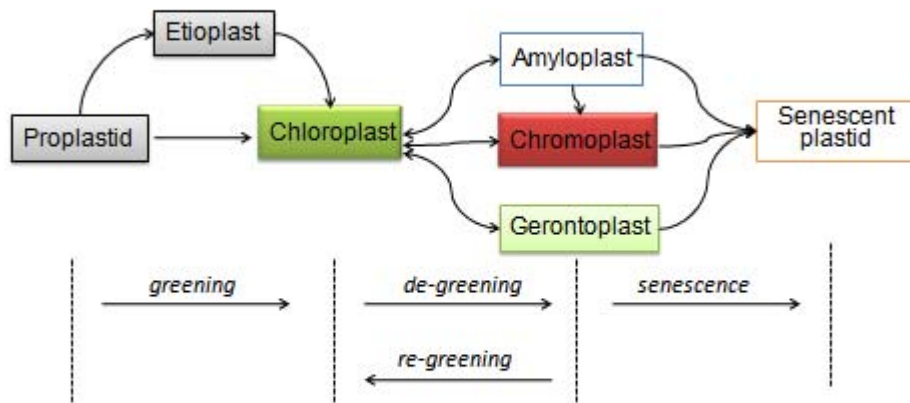 Etioplast
Proplastid
Chloroplast
Amyloplast
Chromoplast
Gerontoplast
Senescent
plastid
greening
de-greening
senescence
re-greening